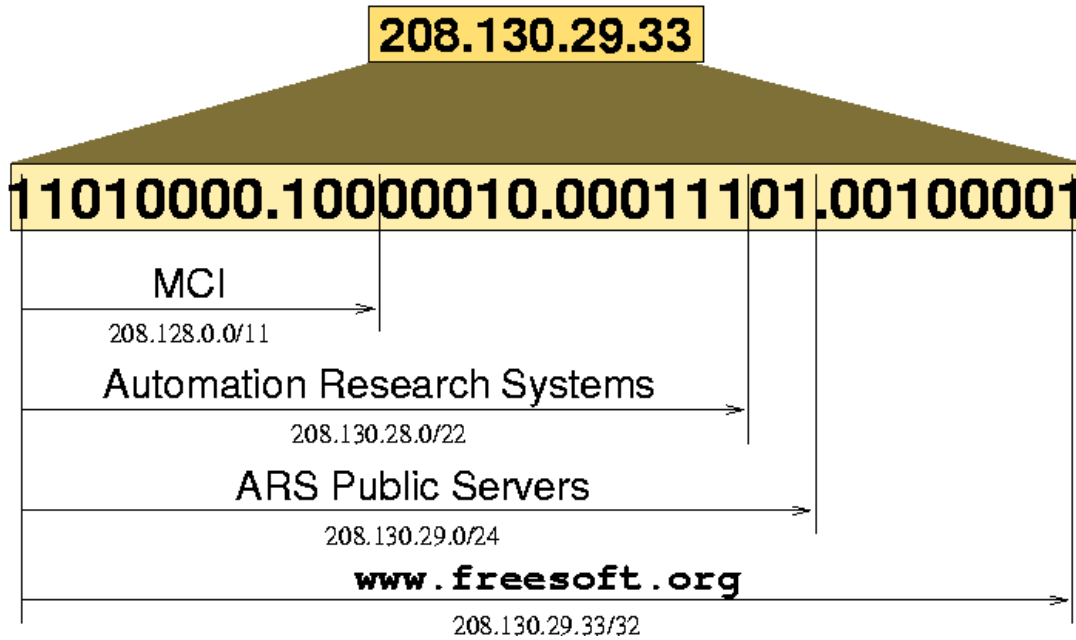 208.130.29.33
11010000.10000010.00011101.00100001
MCI
208.128.0.0/11
Automation Research Systems
208.130.28.0/22
ARS Public Servers
208.130.29.0/24
www.freesoft.org
208.130.29.33/32